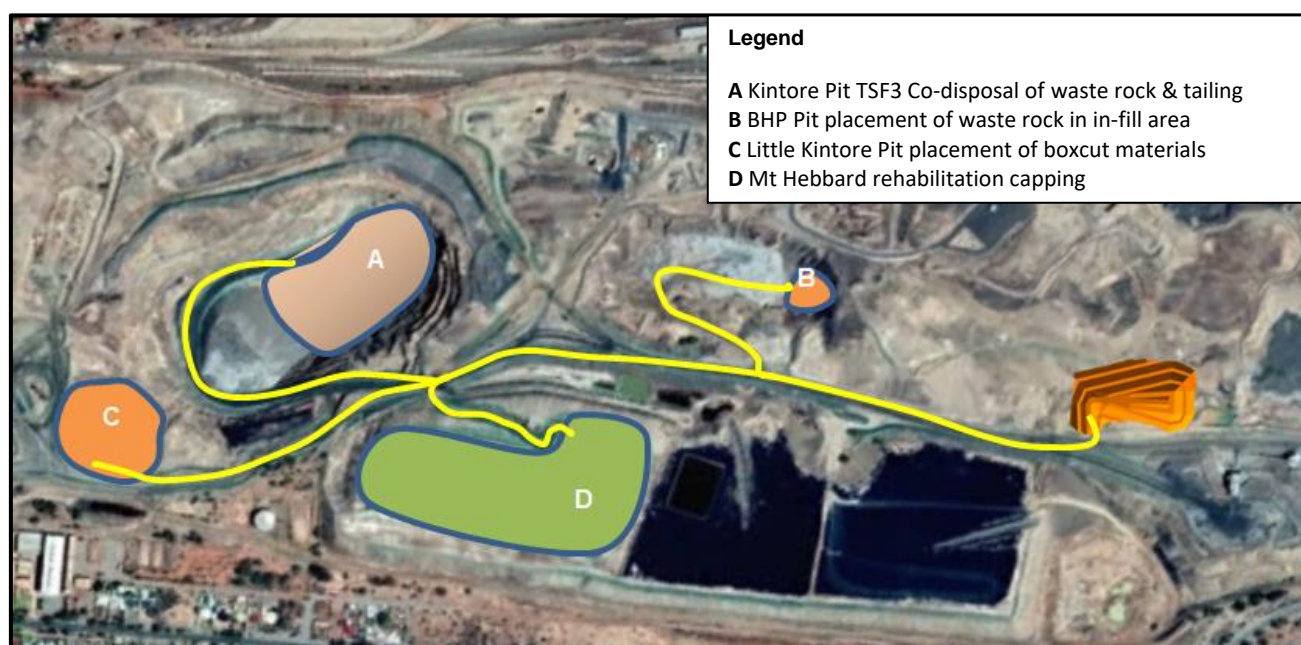 Legend
A Kintore Pit TSF3 Co-disposal of waste rock & tailing
B BHP Pit placement of waste rock in in-fill area
C Little Kintore Pit placement of boxcut materials
D Mt Hebbard rehabilitation capping
A
B
C
D